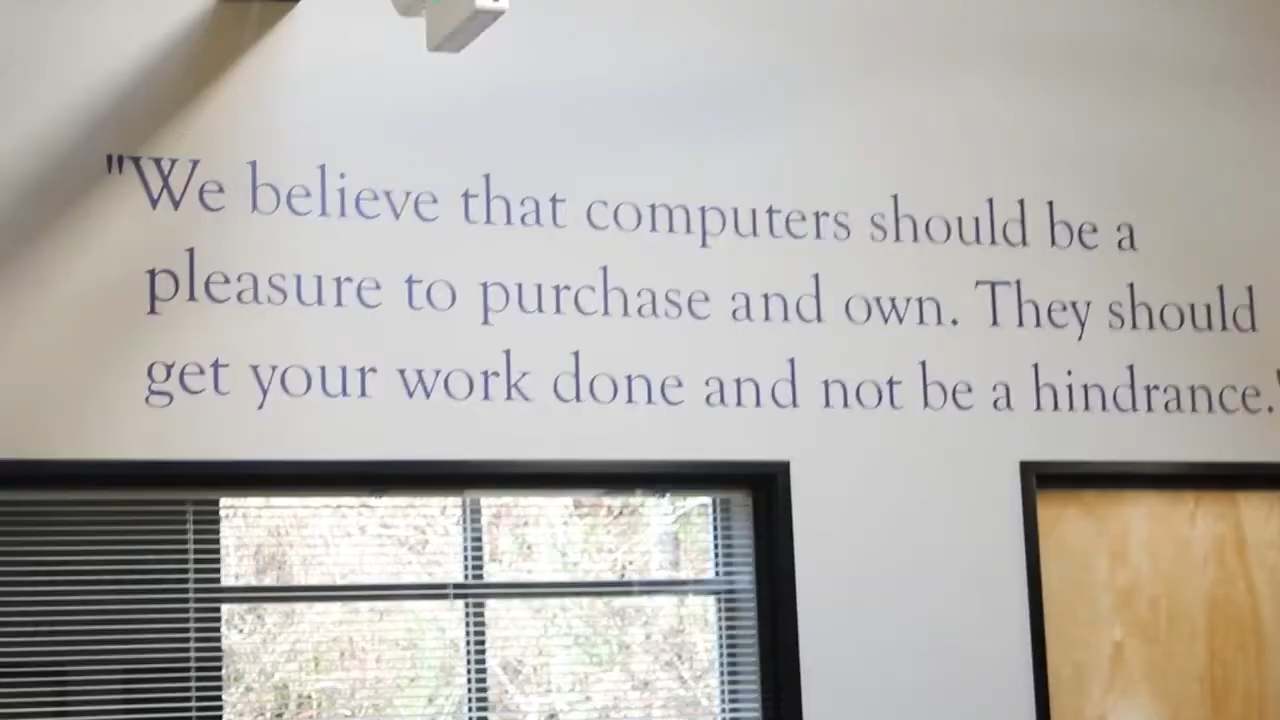 "We believe that computers should be a
pleasure to purchase and own. They should
get your work done and not be a hindrance."